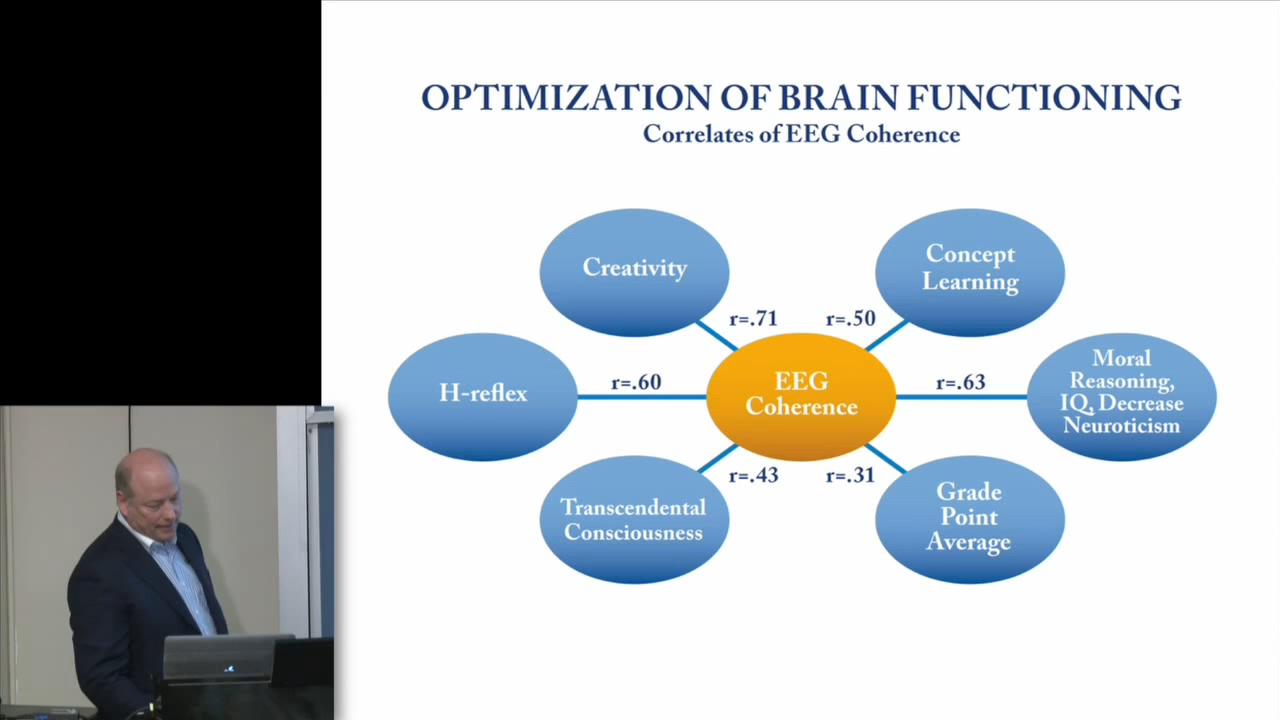 OPTIMIZATION OF BRAIN FUNCTIONING
Correlates of EEG Coherence
Creativity
Concept
Learning
r=.71
r=.50
H-reflex
r=.60
EEG
Coherence
r=.63
Moral
Reasoning,
IQ, Decrease
Neuroticism
r=.43
r=.31
Transcendental
Consciousness
Grade
Point
Average